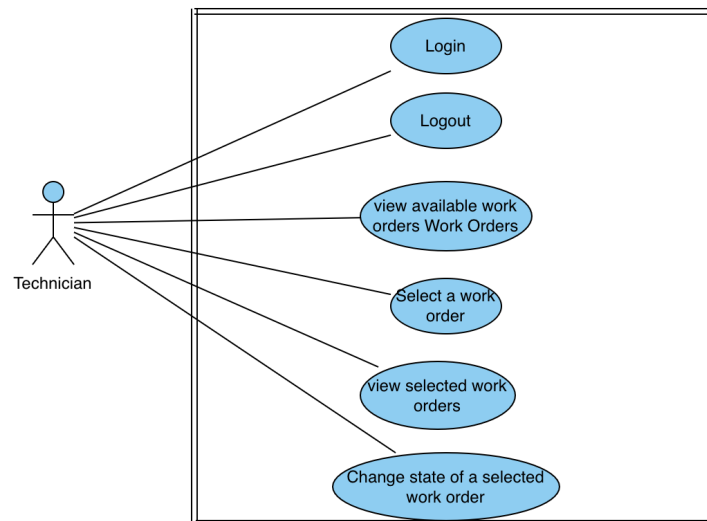 Login
Logout
view available work
orders Work Orders
Technician
Select a work
order
view selected work
orders
Change state of a selected
work order